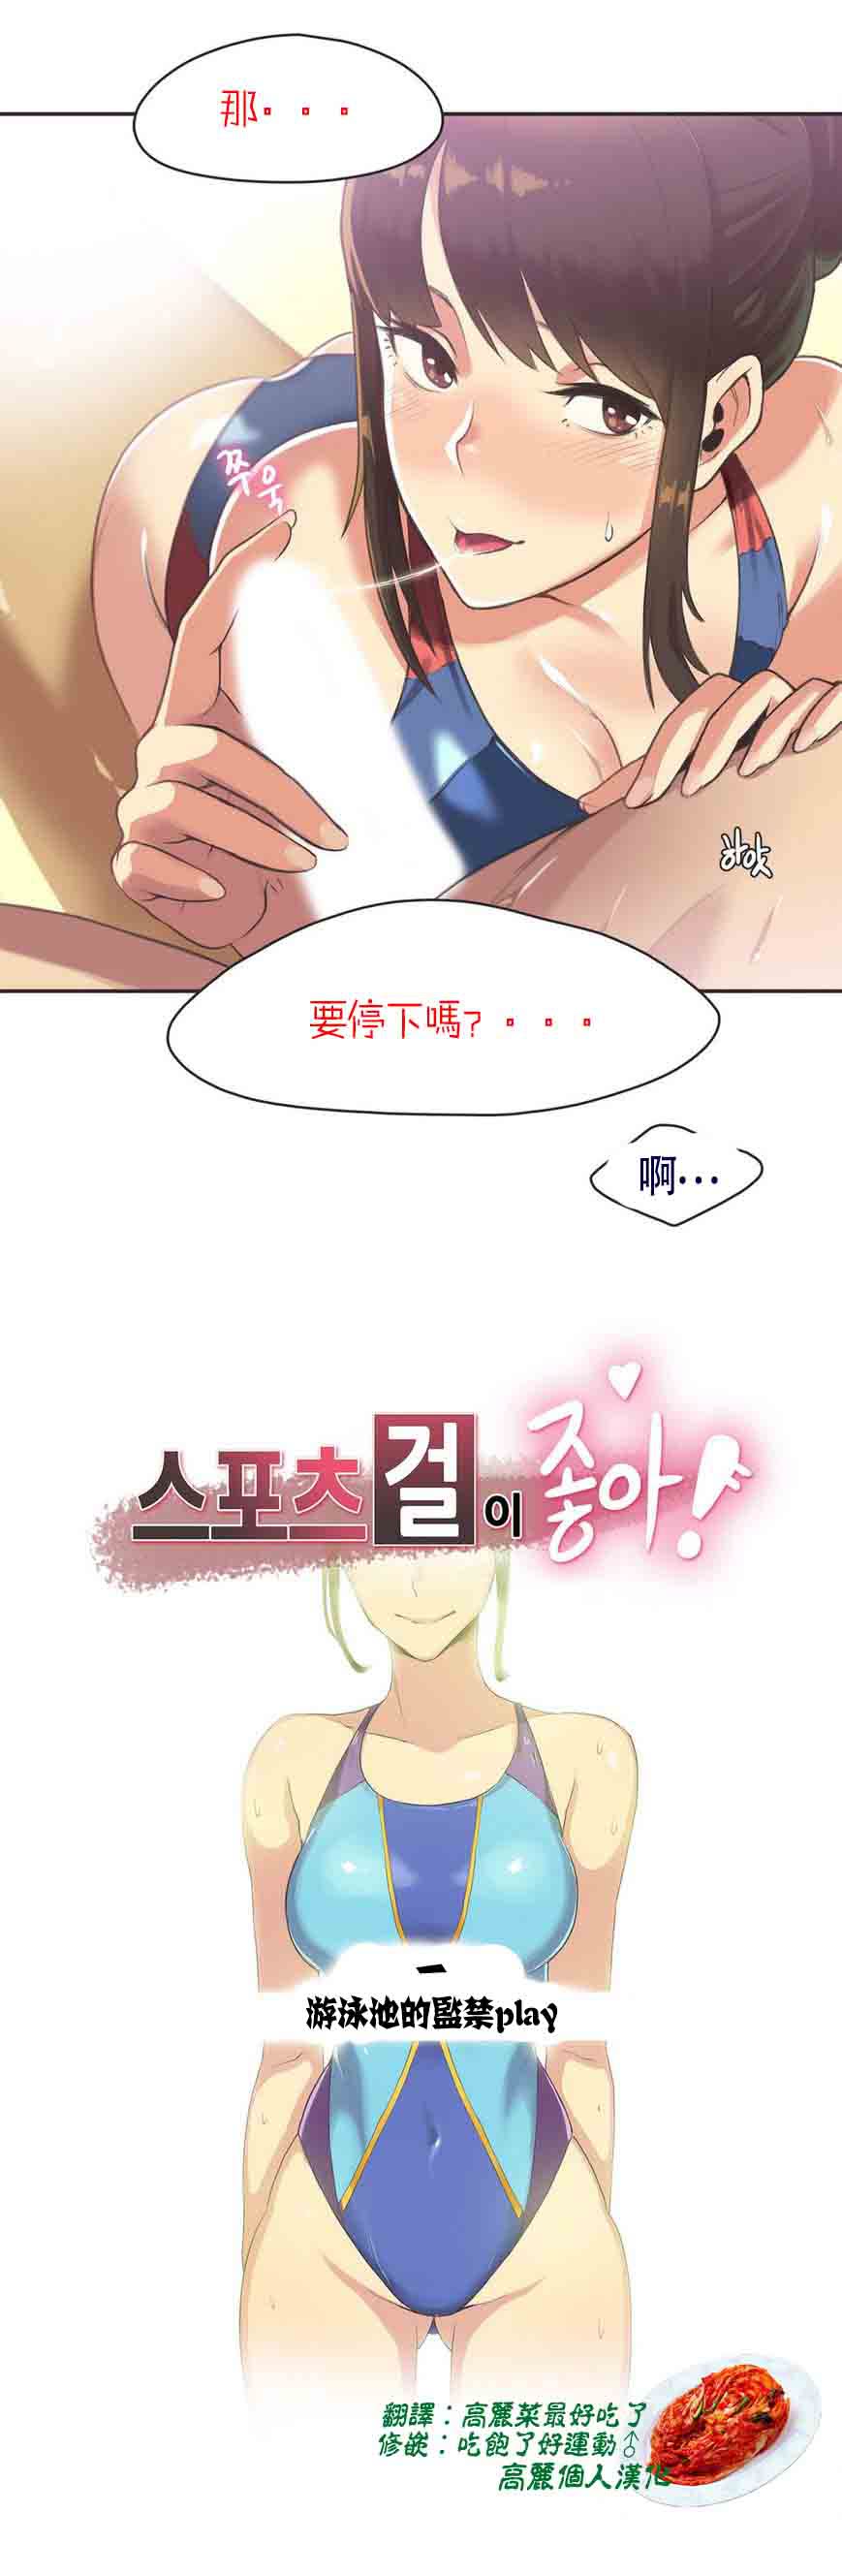 那...
쭈욱
하앗
要停下嗎? ...
啊...
스포츠걸이 좋아!
一
游泳池的監禁play
翻譯：高麗菜最好吃了
修嵌：吃飽了好運動♂
高麗個人漢化